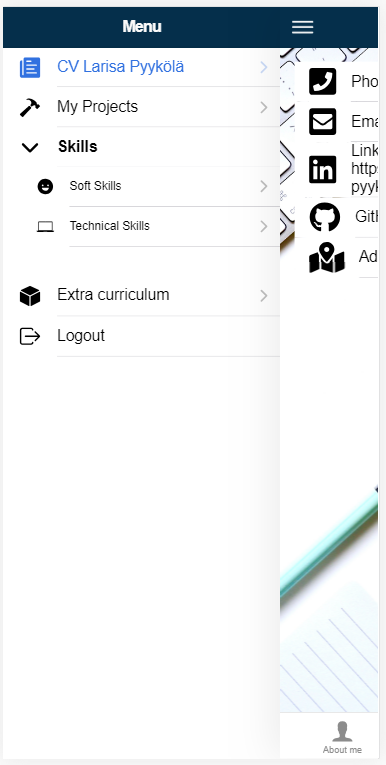 Menu
CV Larisa Pyykölä
My Projects
Skills
Soft Skills
Technical Skills
Extra curriculum
Logout
Pho
Ema
Link
http
pyyk
Gith
Ad
About me